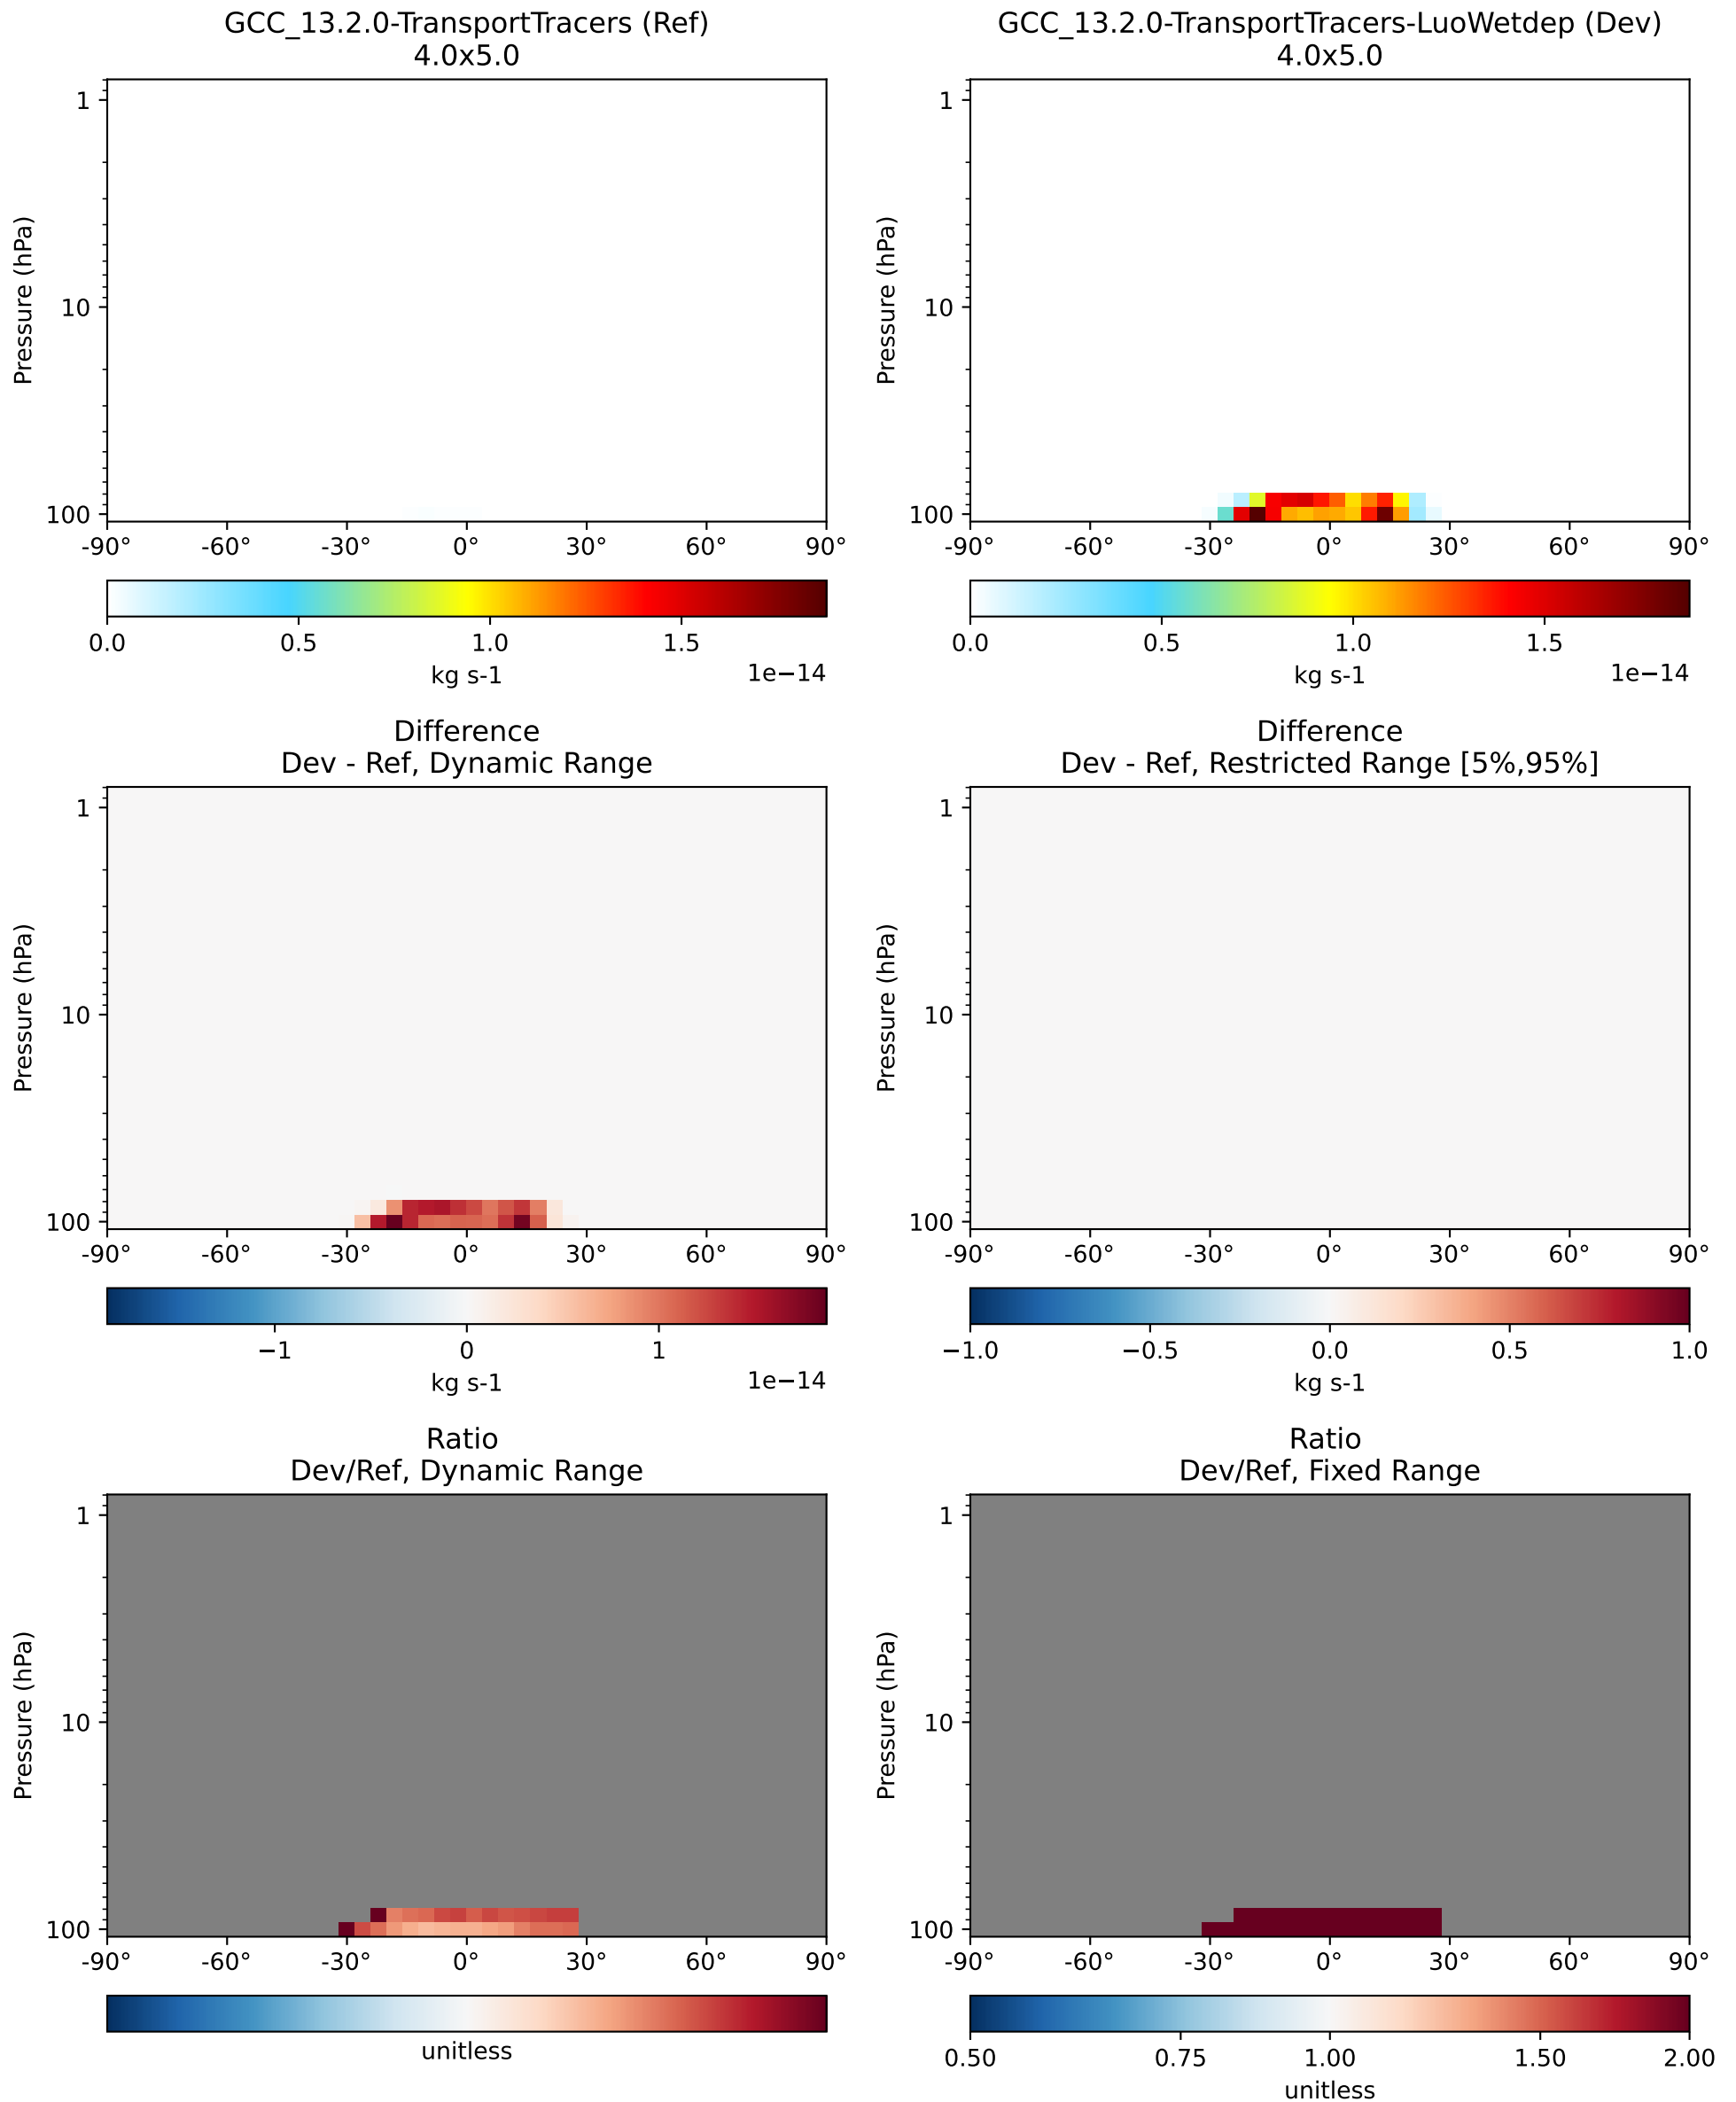 GCC_13.2.0-TransportTracers (Ref)
4.0x5.0
Pressure (hPa)
1
10
100
-90° -60° -30° 0° 30° 60° 90°
0.0 0.5 1.0 1.5
kg s-1 1e−14
GCC_13.2.0-TransportTracers-LuoWetdep (Dev)
4.0x5.0
Pressure (hPa)
1
10
100
-90° -60° -30° 0° 30° 60° 90°
0.0 0.5 1.0 1.5
kg s-1 1e−14
Difference
Dev - Ref, Dynamic Range
Pressure (hPa)
1
10
100
-90° -60° -30° 0° 30° 60° 90°
−1 0 1
kg s-1 1e−14
Difference
Dev - Ref, Restricted Range [5%,95%]
Pressure (hPa)
1
10
100
-90° -60° -30° 0° 30° 60° 90°
−1.0 −0.5 0.0 0.5 1.0
kg s-1
Ratio
Dev/Ref, Dynamic Range
Pressure (hPa)
1
10
100
-90° -60° -30° 0° 30° 60° 90°
unitless
Ratio
Dev/Ref, Fixed Range
Pressure (hPa)
1
10
100
-90° -60° -30° 0° 30° 60° 90°
0.50 0.75 1.00 1.50 2.00
unitless